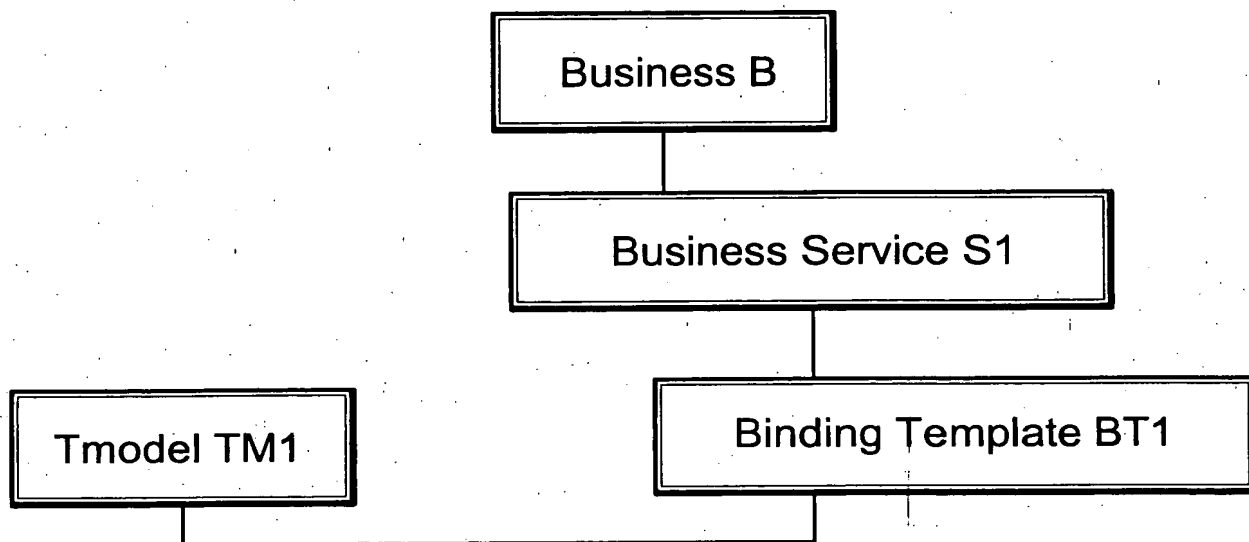 Business B
Business Service S1
Tmodel TM1
Binding Template BT1